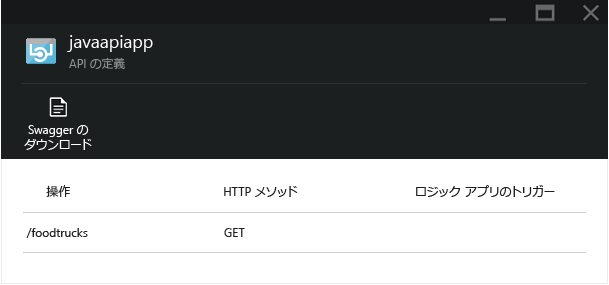 javaapiapp
API の定義
Swagger の
ダウンロード
操作 HTTP メソッド ロジック アプリのトリガー
/foodtrucks GET